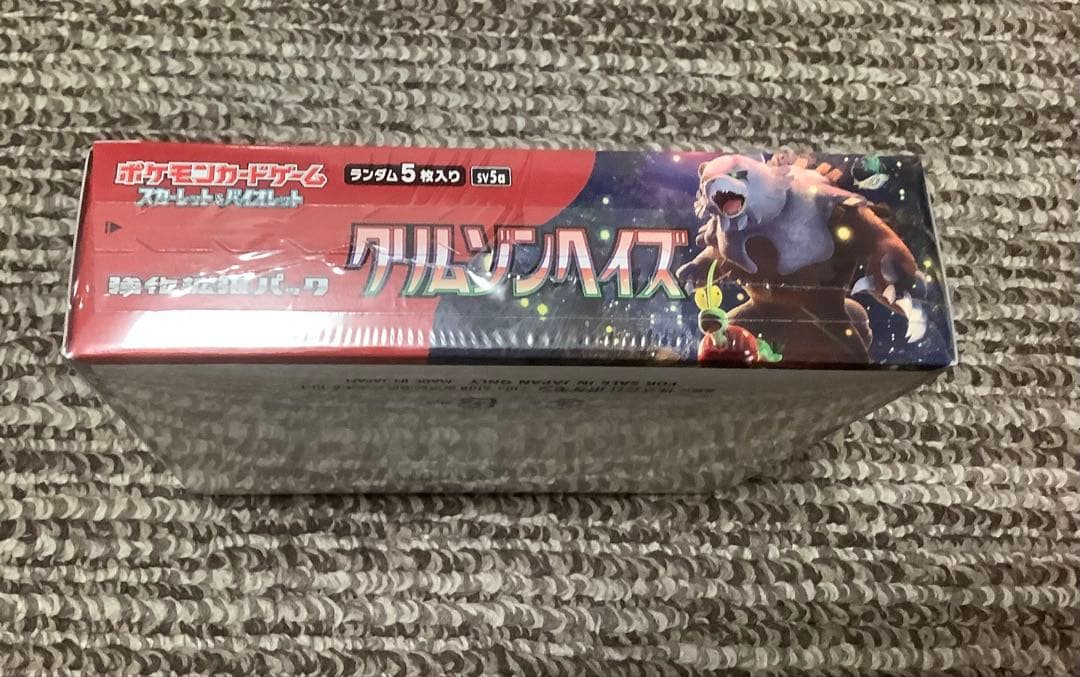 ポケモンカードゲーム
スカーレット&バイオレット
ランダム5枚入り
sv5a
クリムゾンヘイズ
強化拡張パック
FOR SALE IN JAPAN ONLY MADE IN JAPAN